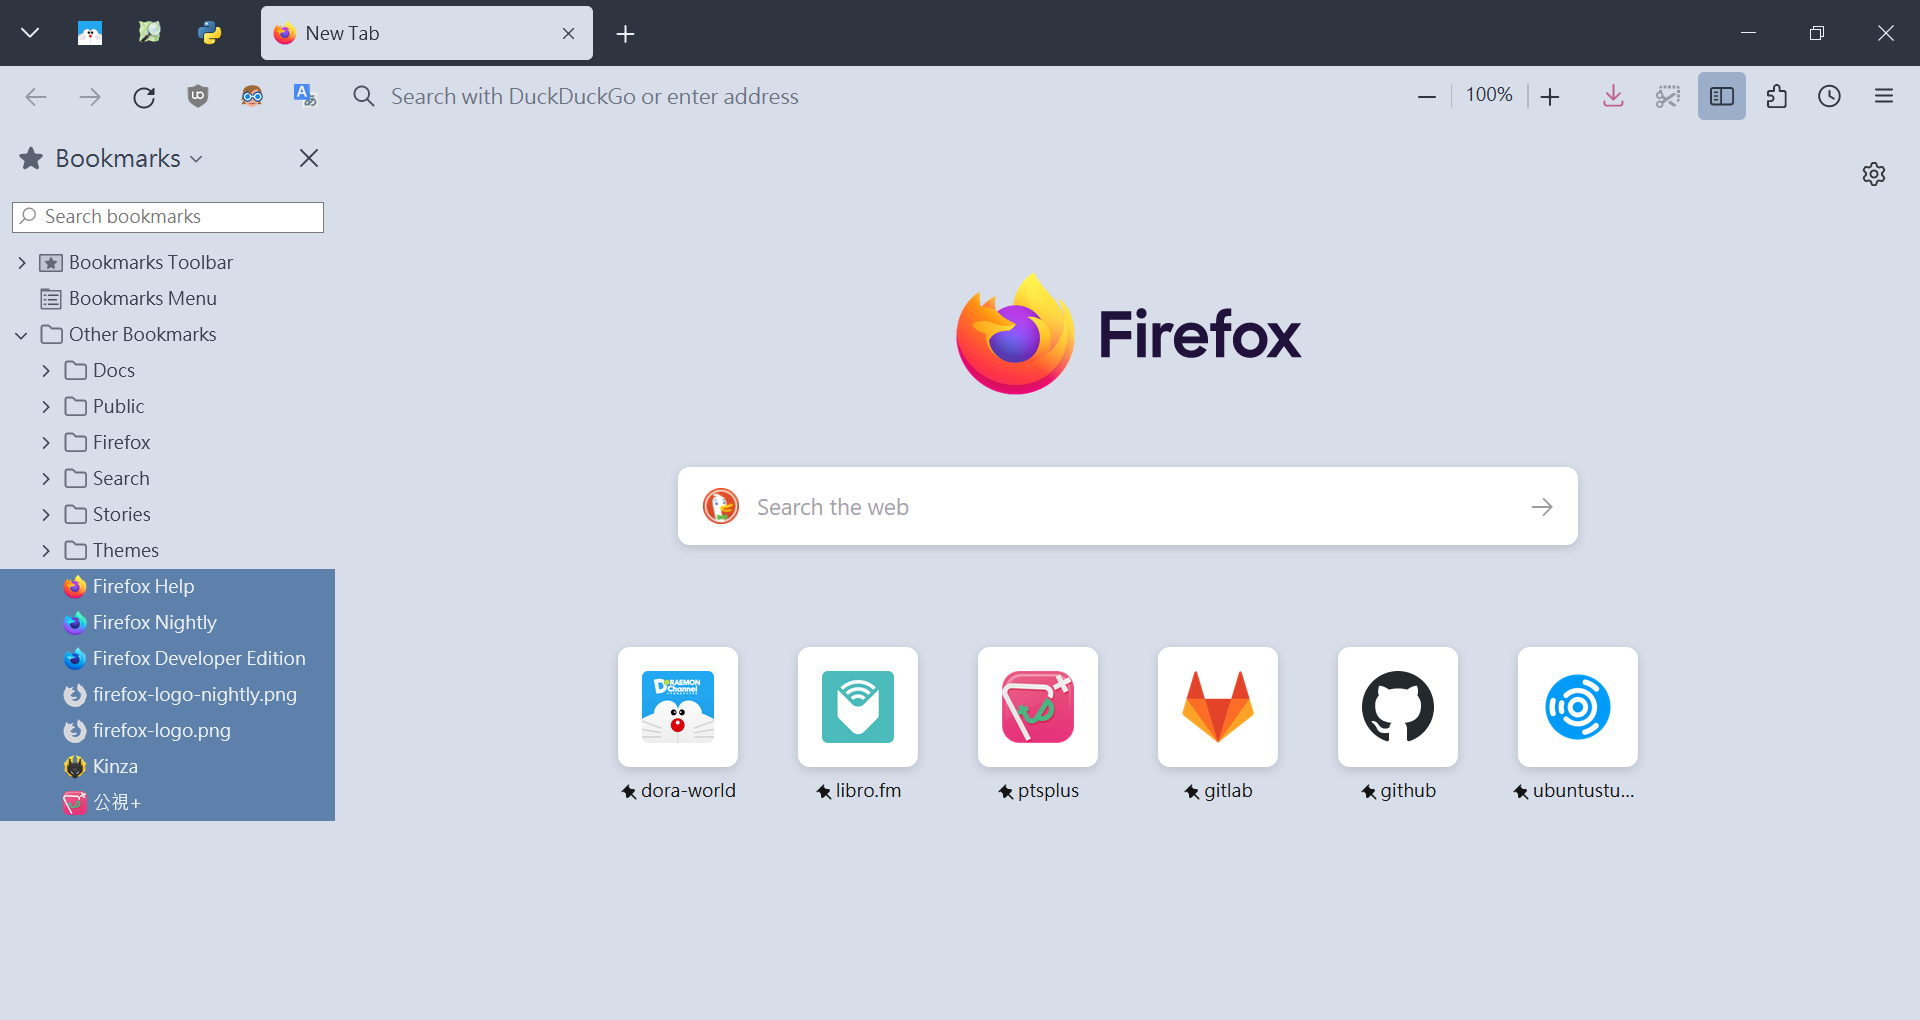 New Tab
Search with DuckDuckGo or enter address
100%
Bookmarks
Search bookmarks
Bookmarks Toolbar
Bookmarks Menu
Other Bookmarks
Docs
Public
Firefox
Search
Stories
Themes
Firefox Help
Firefox Nightly
Firefox Developer Edition
firefox-logo-nightly.png
firefox-logo.png
Kinza
公視+
Firefox
Search the web
DORAEMON
Channel
dora-world
libro.fm
ptsplus
gitlab
github
ubuntustu...